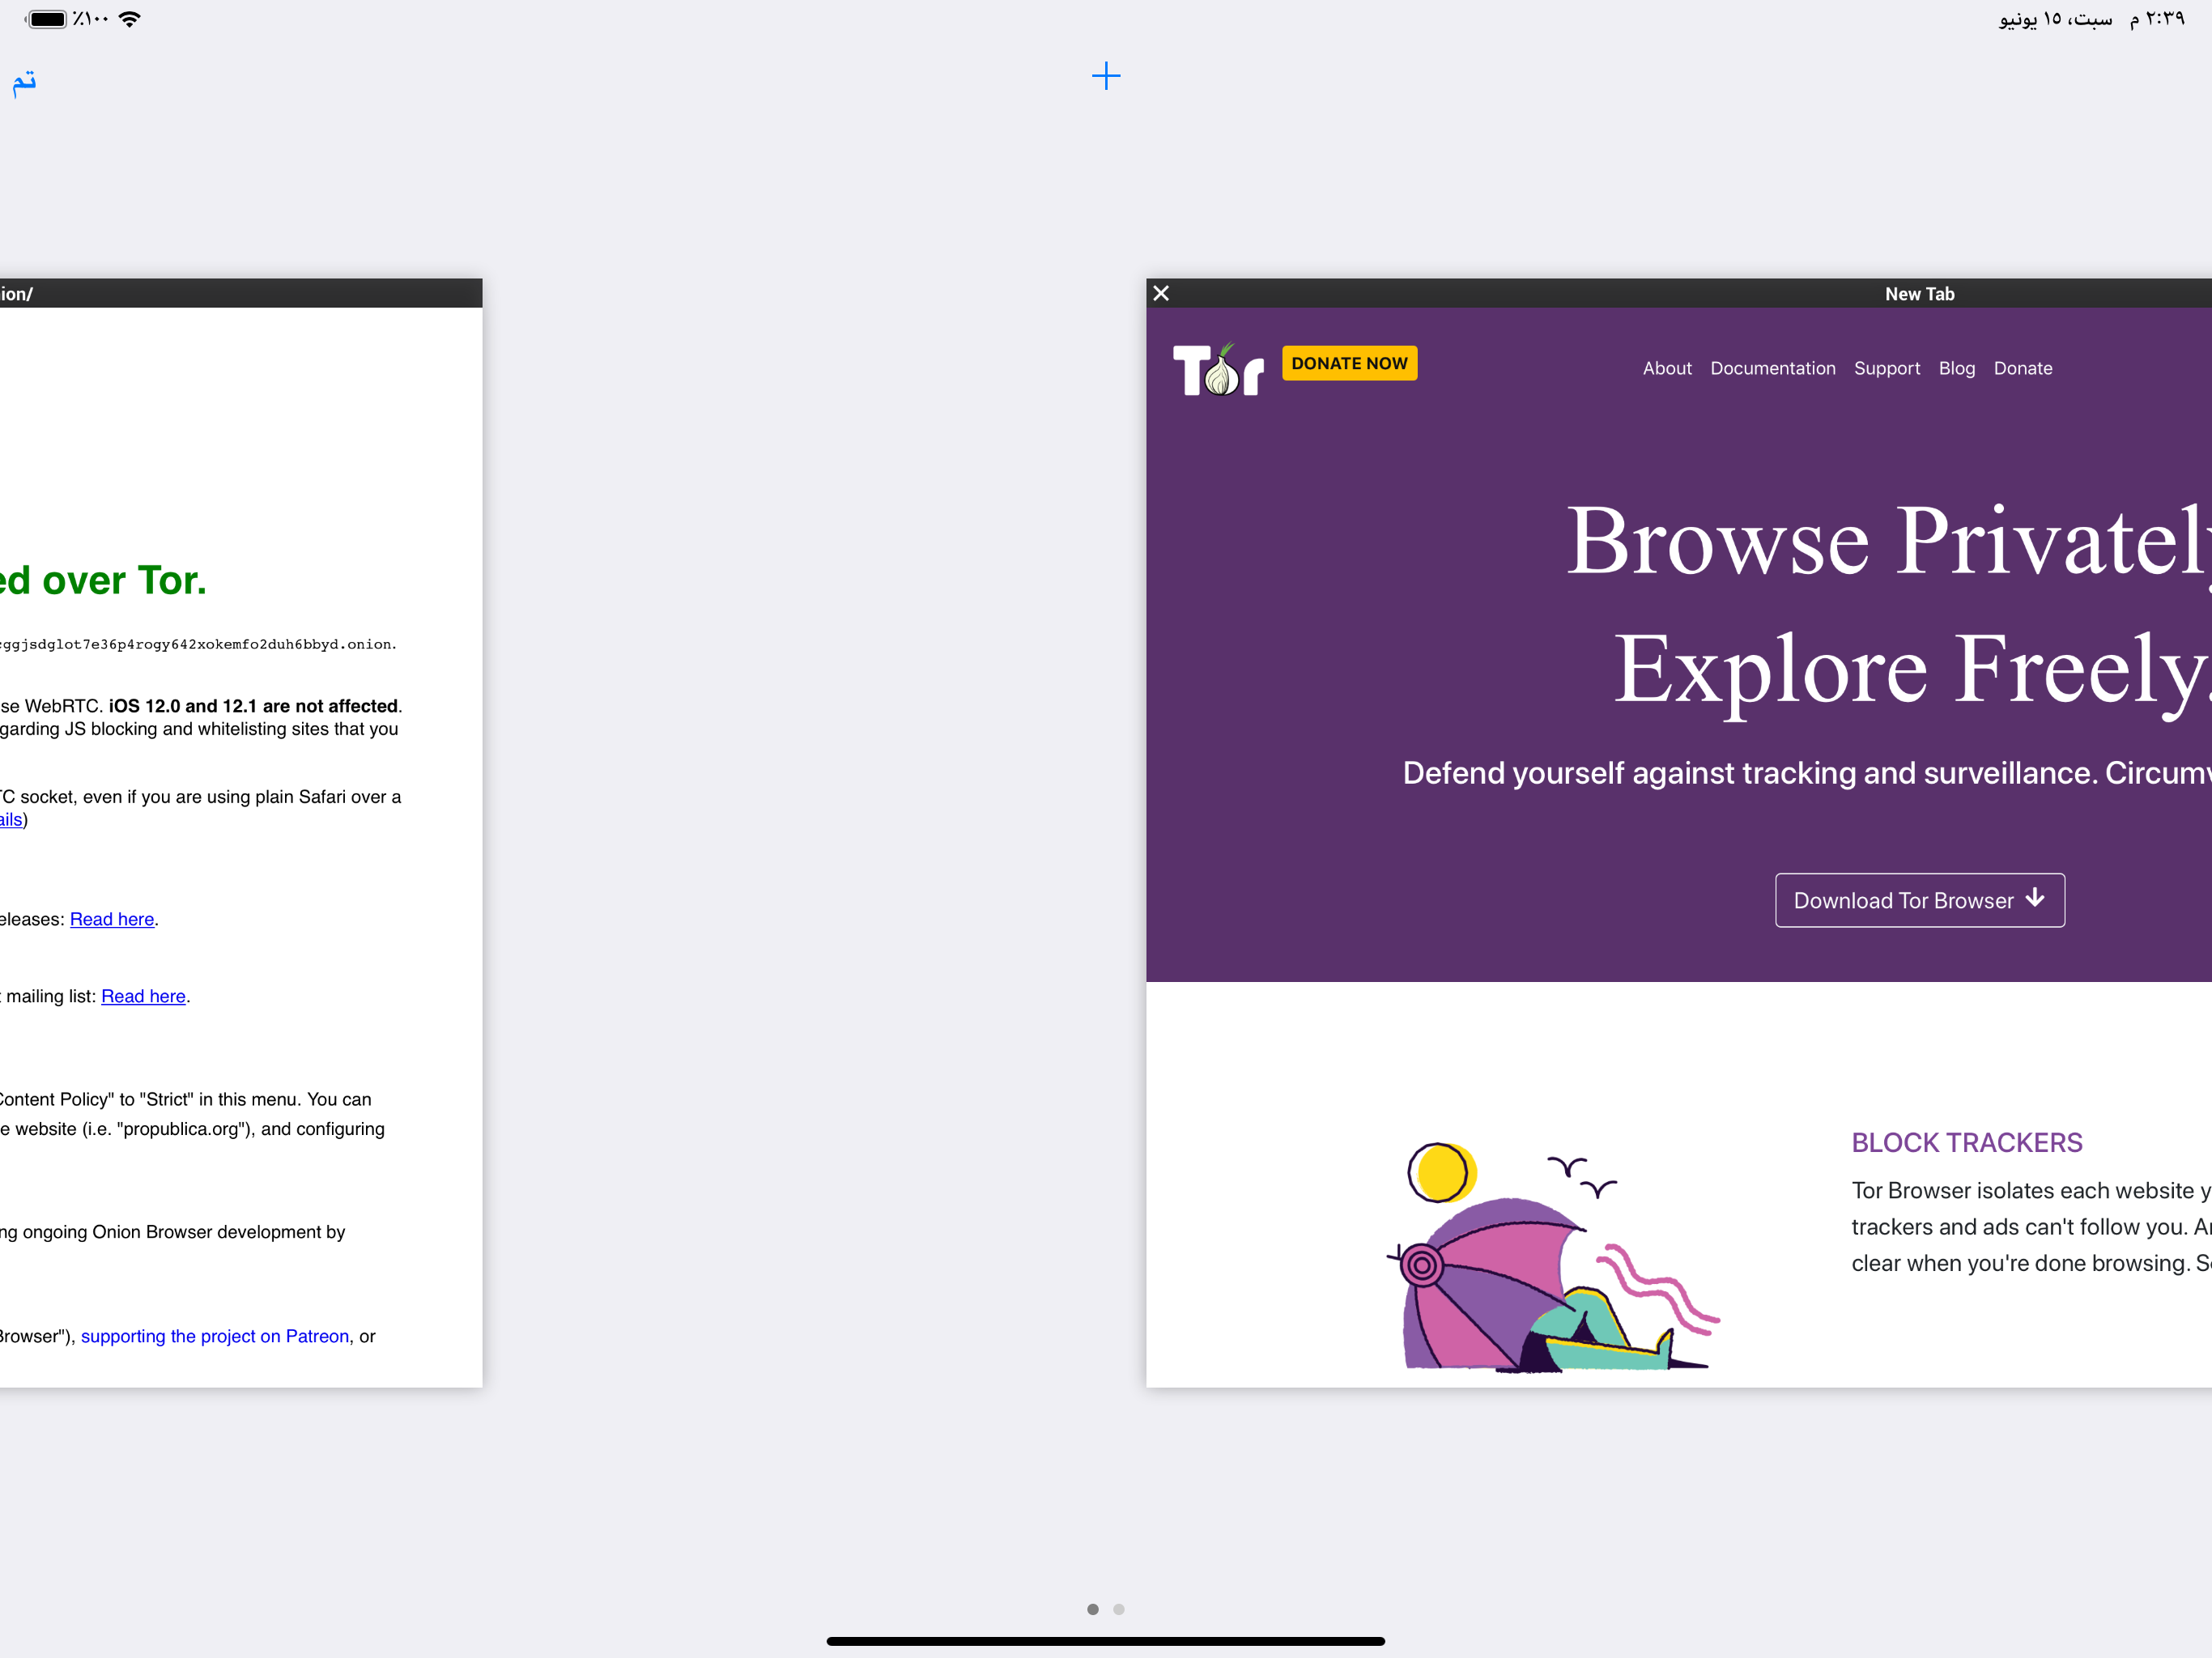 ٢:٣٩ م سبت، ١٥ يونيو
٪١٠٠
تم
ion/
ed over Tor.
ggjsdglot7e36p4rogy642xokemfo2duh6bbyd.onion.
se WebRTC. iOS 12.0 and 12.1 are not affected.
garding JS blocking and whitelisting sites that you
C socket, even if you are using plain Safari over a
ails)
eleases: Read here.
mailing list: Read here.
Content Policy" to "Strict" in this menu. You can
e website (i.e. "propublica.org"), and configuring
ng ongoing Onion Browser development by
Browser"), supporting the project on Patreon, or
New Tab
Tor
DONATE NOW
About Documentation Support Blog Donate
Browse Privately
Explore Freely.
Defend yourself against tracking and surveillance. Circumv
Download Tor Browser
BLOCK TRACKERS
Tor Browser isolates each website y
trackers and ads can't follow you. A
clear when you're done browsing. S